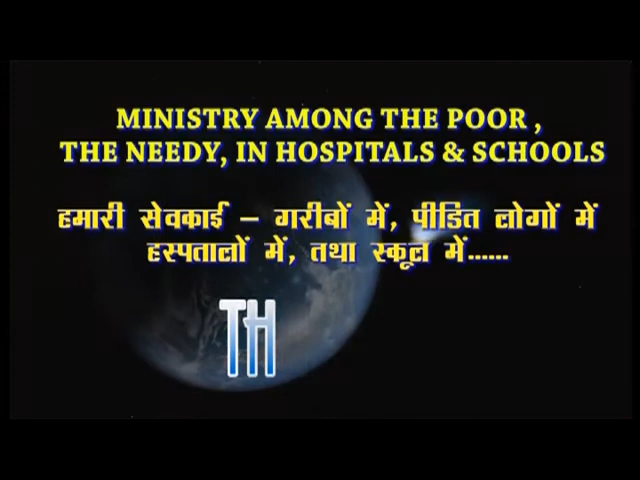 MINISTRY AMONG THE POOR ,
THE NEEDY, IN HOSPITALS & SCHOOLS
हमारी सेवकाई – गरीबों में, पीडित लोगों में
हस्पतालों में, तथा स्कूल में......
TH